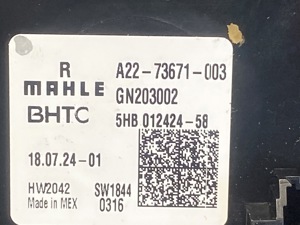 R A22-73671-003
MAHLE GN203002
BHTC 5HB 012424-58
18.07.24-01
HW2042 SW1844
Made in MEX 0316